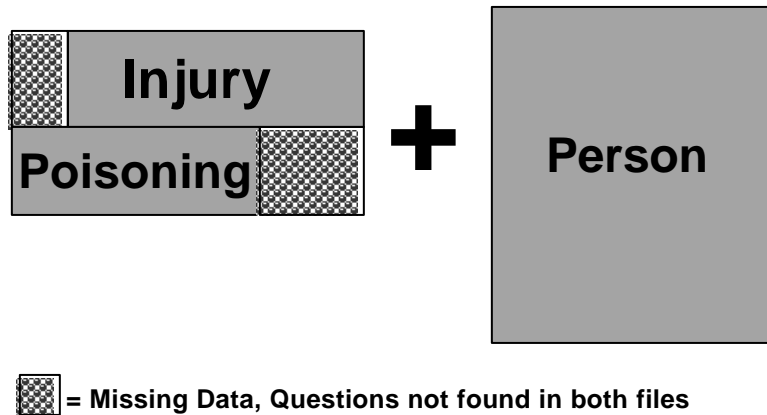 Injury
Poisoning
+
Person
= Missing Data, Questions not found in both files